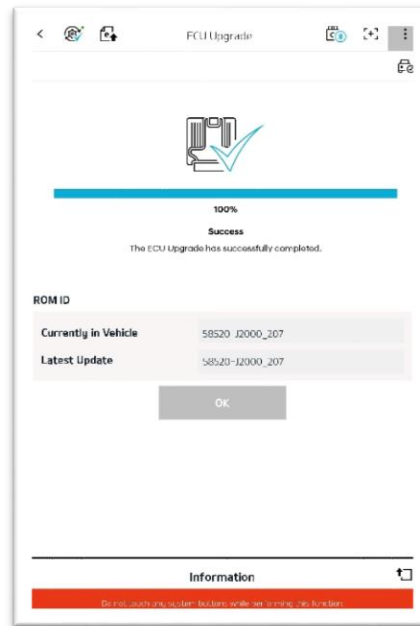 ECU Upgrade
100%
Success
The ECU Upgrade has successfully completed.
ROM ID
Currently in Vehicle 58520-J2000_207
Latest Update 58520-J2000_207
OK
Information
Do not touch any system buttons while performing this function